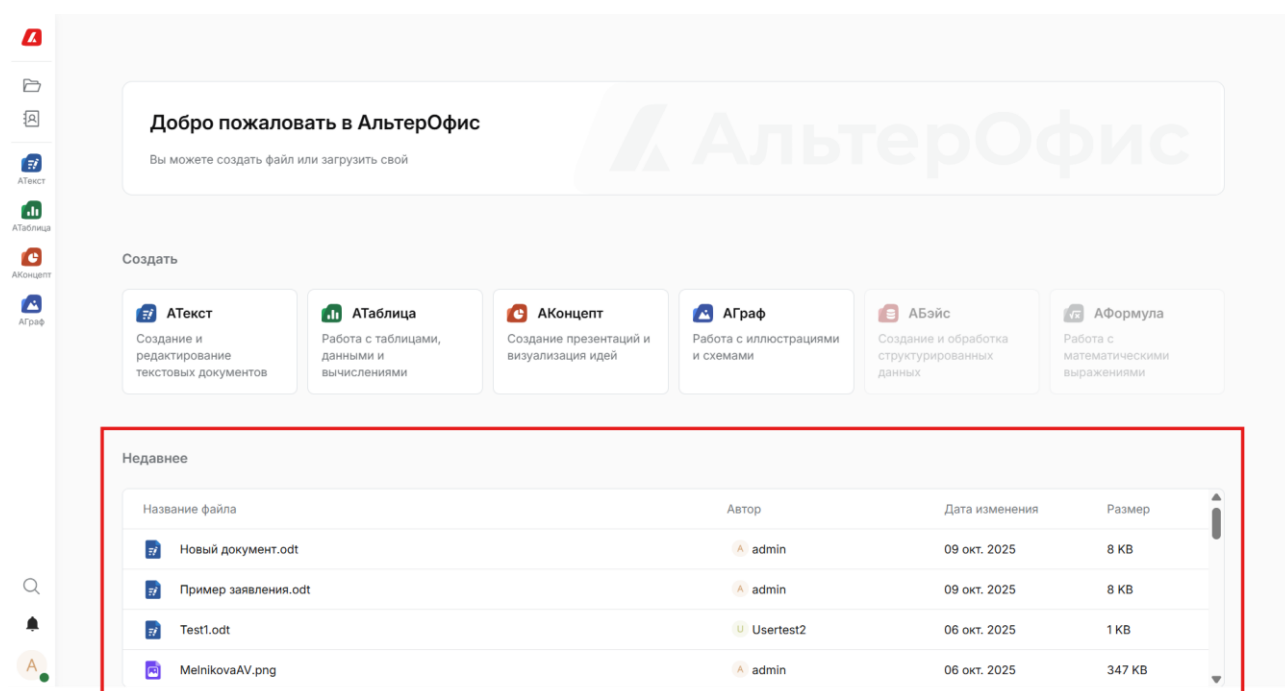 Добро пожаловать в АльтерОфис
Вы можете создать файл или загрузить свой
АльтерОфис
АТекст
АТаблица
АКонцепт
АГраф
Создать
АТекст
Создание и
редактирование
текстовых документов
АТаблица
Работа с таблицами,
данными и
вычислениями
АКонцепт
Создание презентаций и
визуализация идей
АГраф
Работа с иллюстрациями
и схемами
АБэйс
Создание и обработка
структурированных
данных
АФормула
Работа с
математическими
выражениями
Недавнее
Название файла Автор Дата изменения Размер
Новый документ.odt A admin 09 окт. 2025 8 KB
Пример заявления.odt A admin 09 окт. 2025 8 KB
Test1.odt U Usertest2 06 окт. 2025 1 KB
MelnikovaAV.png A admin 06 окт. 2025 347 KB
A